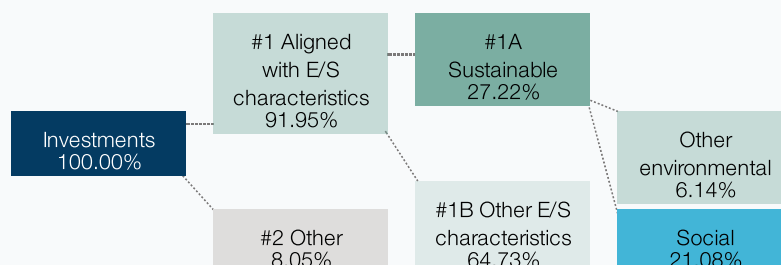 #1 Aligned
with E/S
characteristics
91.95%
#1A
Sustainable
27.22%
Investments
100.00%
Other
environmental
6.14%
#1B Other E/S
characteristics
64.73%
#2 Other
8.05%
Social
21.08%